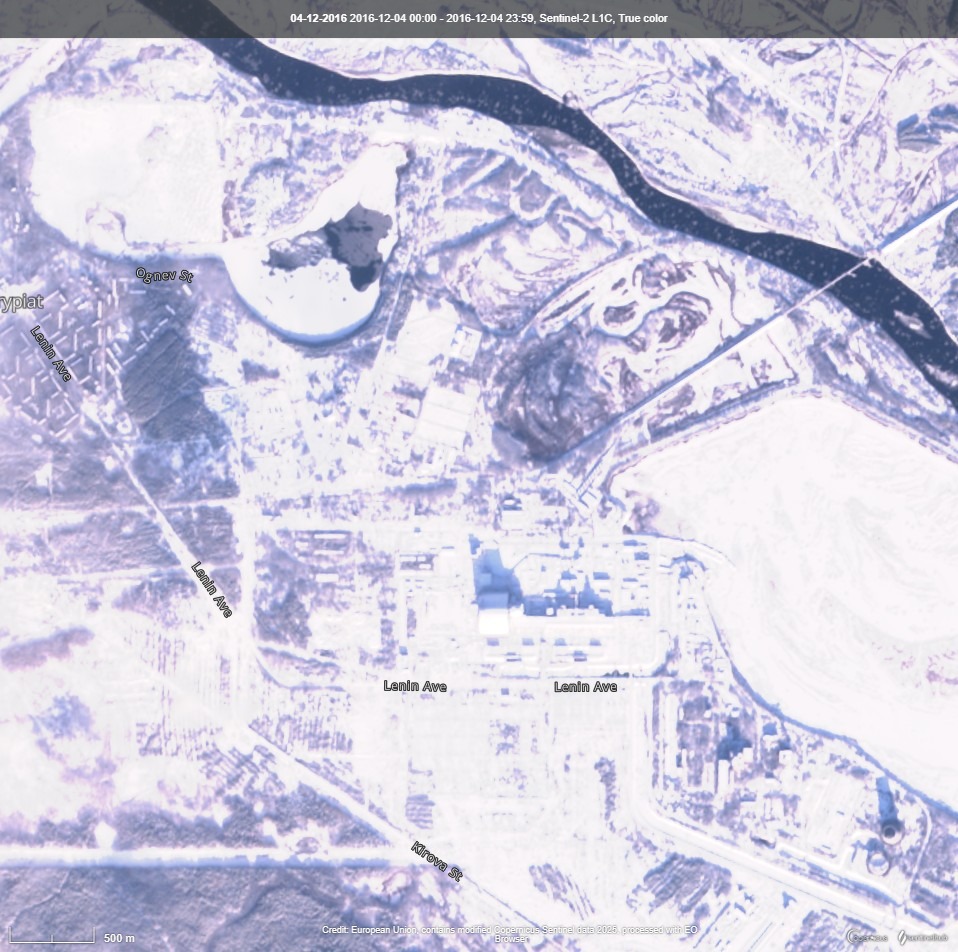 04-12-2016 2016-12-04 00:00 - 2016-12-04 23:59, Sentinel-2 L1C, True color
Ognev St
rypiat
Lenin Ave
Lenin Ave
Lenin Ave
Lenin Ave
Kirova St
500 m
Credit: European Union, contains modified Copernicus Sentinel data 2026, processed with EO
Browser
sentinelhub